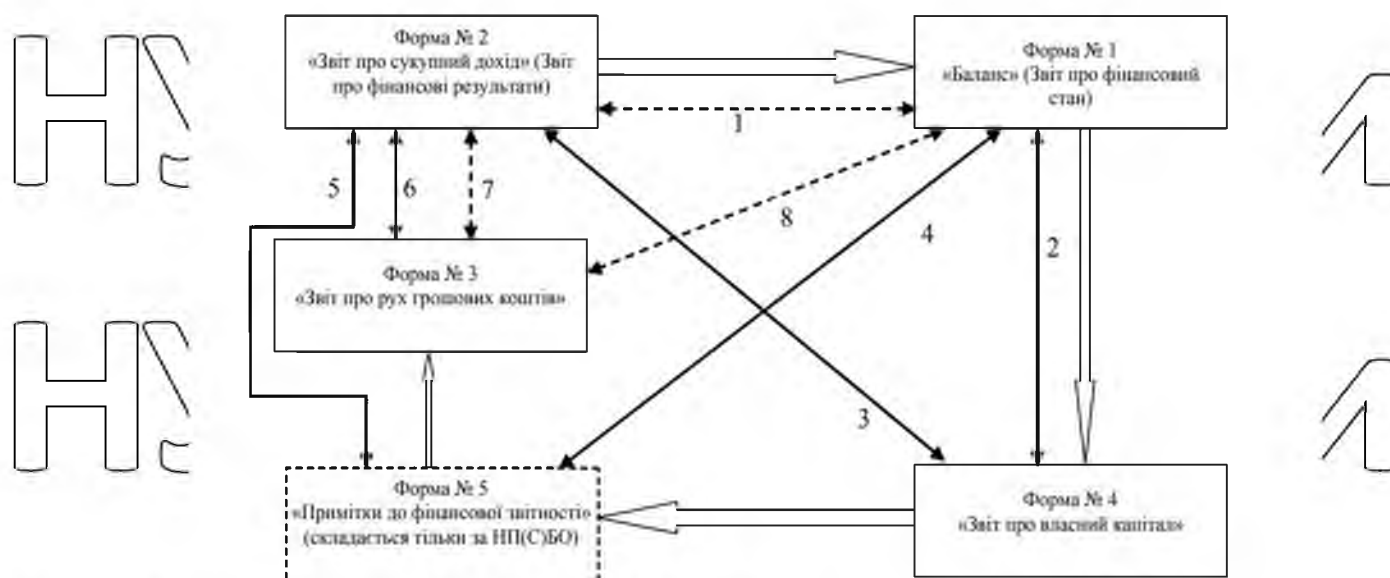 Форма № 2
«Звіт про сукупний дохід» (Звіт
про фінансові результати)
Форма № 1
«Баланс» (Звіт про фінансовий
стан)
1
5
6
7
8
4
2
Форма № 3
«Звіт про рух грошових коштів»
3
Форма № 5
«Примітки до фінансової звітності»
(складається тільки за НП(С)БО)
Форма № 4
«Звіт про власний капітал»